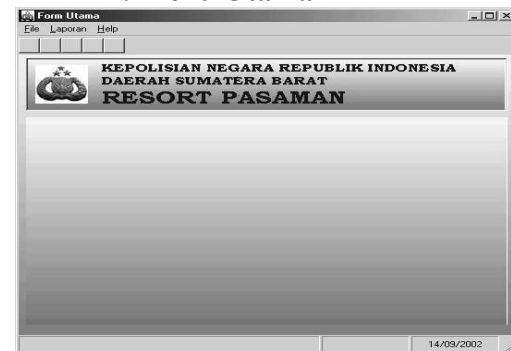 Form Utama
File Laporan Help
KEPOLISIAN NEGARA REPUBLIK INDONESIA
DAERAH SUMATERA BARAT
RESORT PASAMAN
14/09/2002